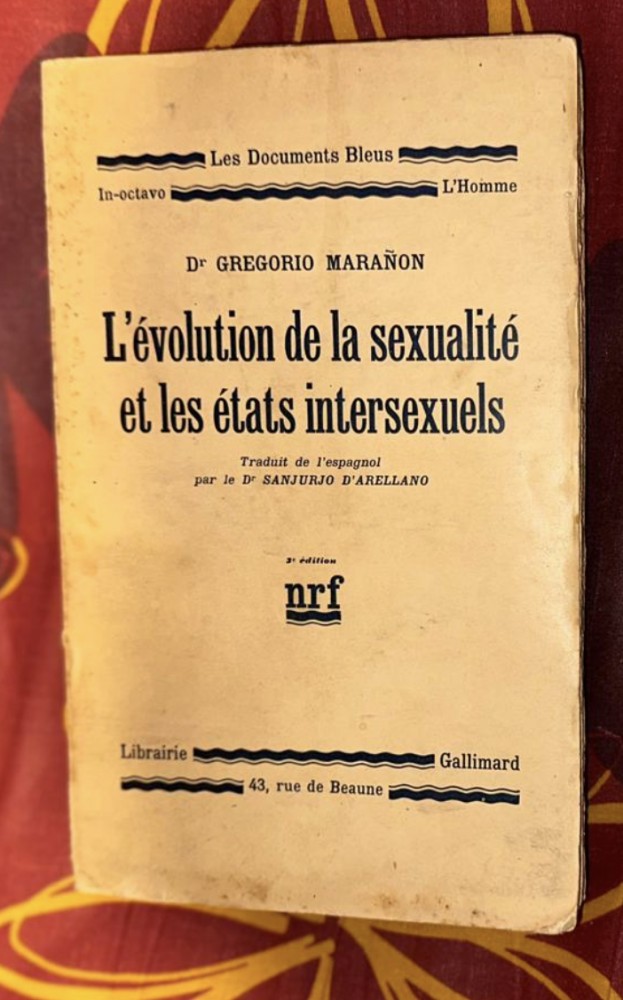 Les Documents Bleus
In-octavo L'Homme
Dr GREGORIO MARAÑON
L'évolution de la sexualité
et les états intersexuels
Traduit de l'espagnol
par le Dr SANJURJO D'ARELLANO
édition
nrf
Librairie Gallimard
43, rue de Beaune